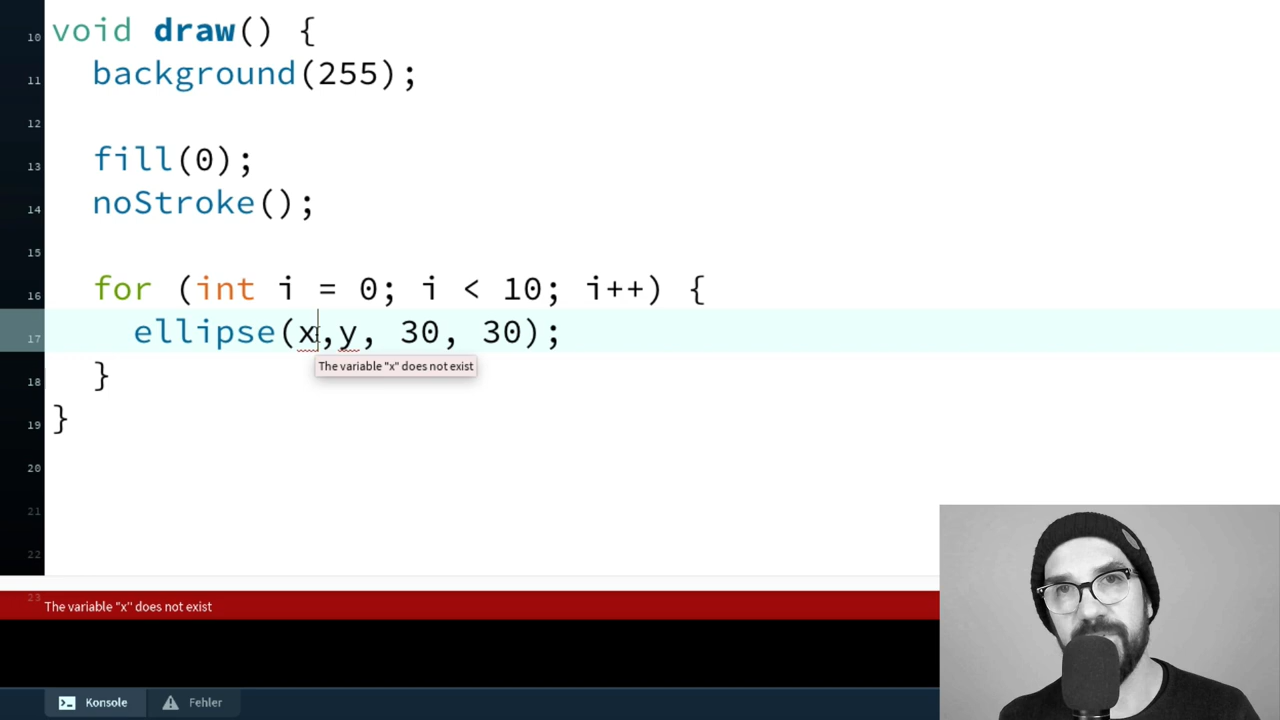 10 void draw() {
11 background(255);
12
13 fill(0);
14 noStroke();
15
16 for (int i = 0; i < 10; i++) {
17 ellipse(x,y, 30, 30);
The variable "x" does not exist
18 }
19 }
20
21
22
23
The variable "x" does not exist
Konsole Fehler